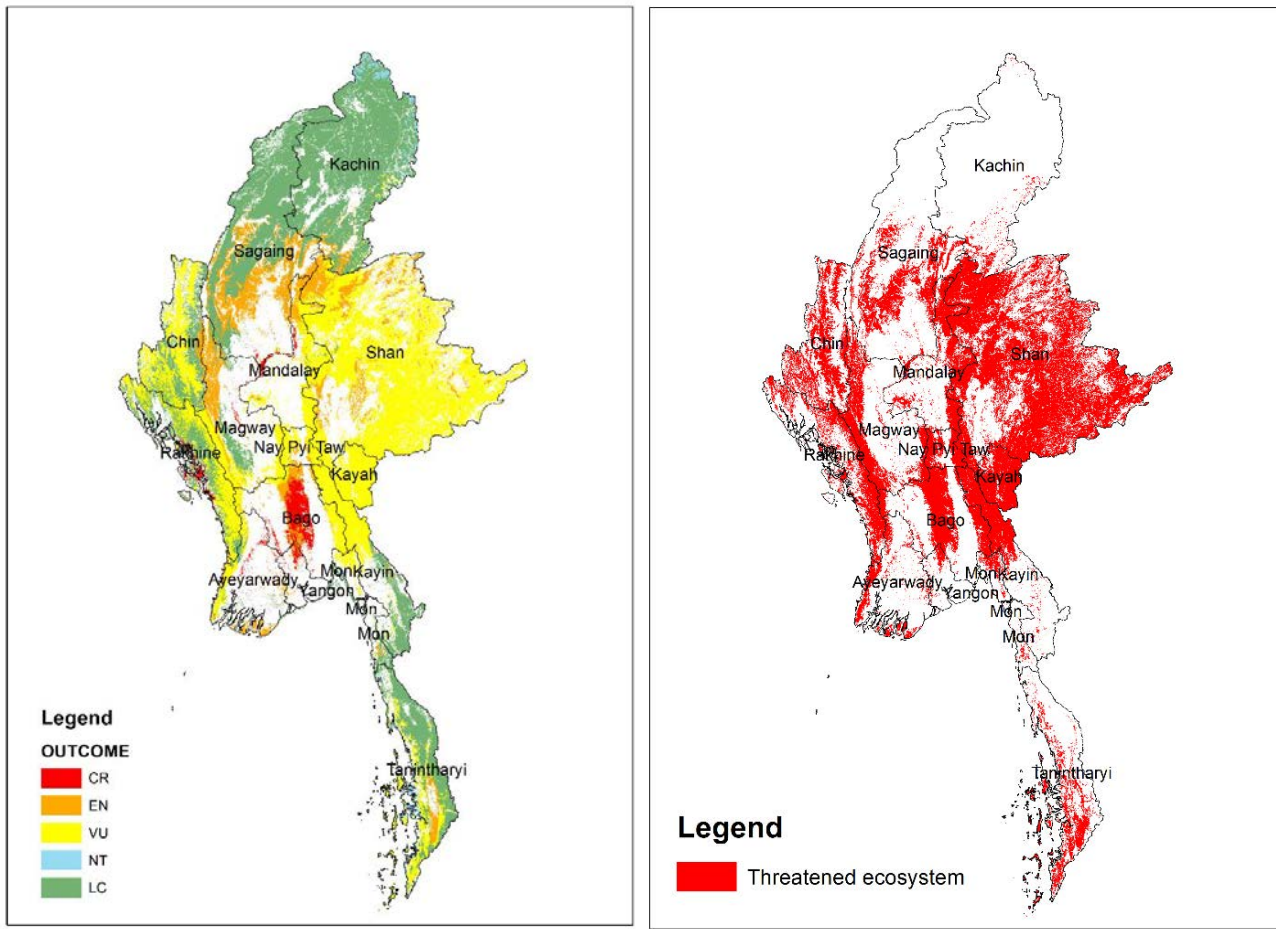 Kachin
Sagaing
Chin
Shan
Mandalay
Magway
Nay Pyi Taw
Rakhine
Kayah
Bago
Ayeyarwady
Mon
Kayin
Yangon
Mon
Mon
Tanintharyi
Legend
OUTCOME
CR
EN
VU
NT
LC
Kachin
Sagaing
Chin
Shan
Mandalay
Magway
Nay Pyi Taw
Rakhine
Kayah
Bago
Ayeyarwady
Mon
Kayin
Yangon
Mon
Mon
Tanintharyi
Legend
Threatened ecosystem